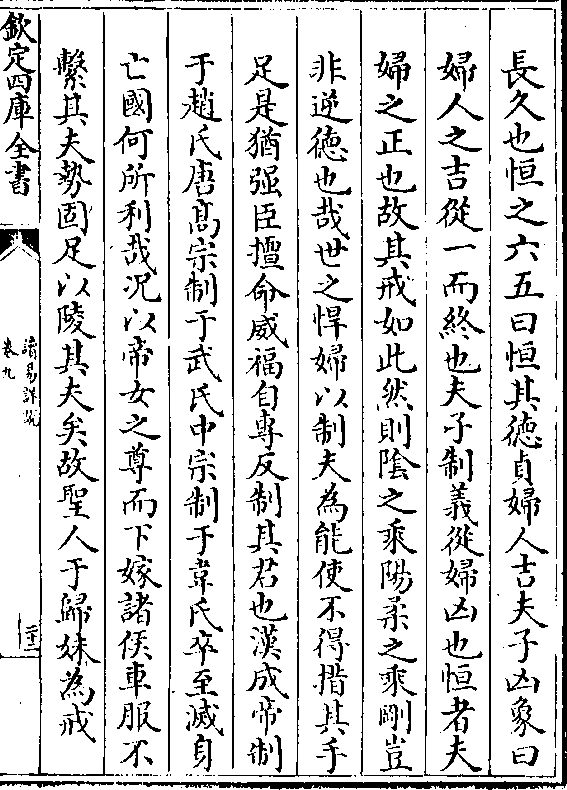 長久也恒之六五曰恒其徳貞婦人吉夫子凶象曰
婦人之吉從一而終也夫子制義從婦凶也恒者夫
婦之正也故其戒如此然則陰之乘陽柔之乘剛豈
非逆徳也哉世之悍婦以制夫為能使不得措其手
足是猶强臣擅命威福自專反制其君也漢成帝制
于趙氏唐髙宗制于武氏中宗制于韋氏卒至滅身
亡國何所利哉况以帝女之尊而下嫁諸侯車服不
繫其夫勢固足以陵其夫矣故聖人于歸妹為戒
欽定四庫全書
讀易詳說
卷九
二十二